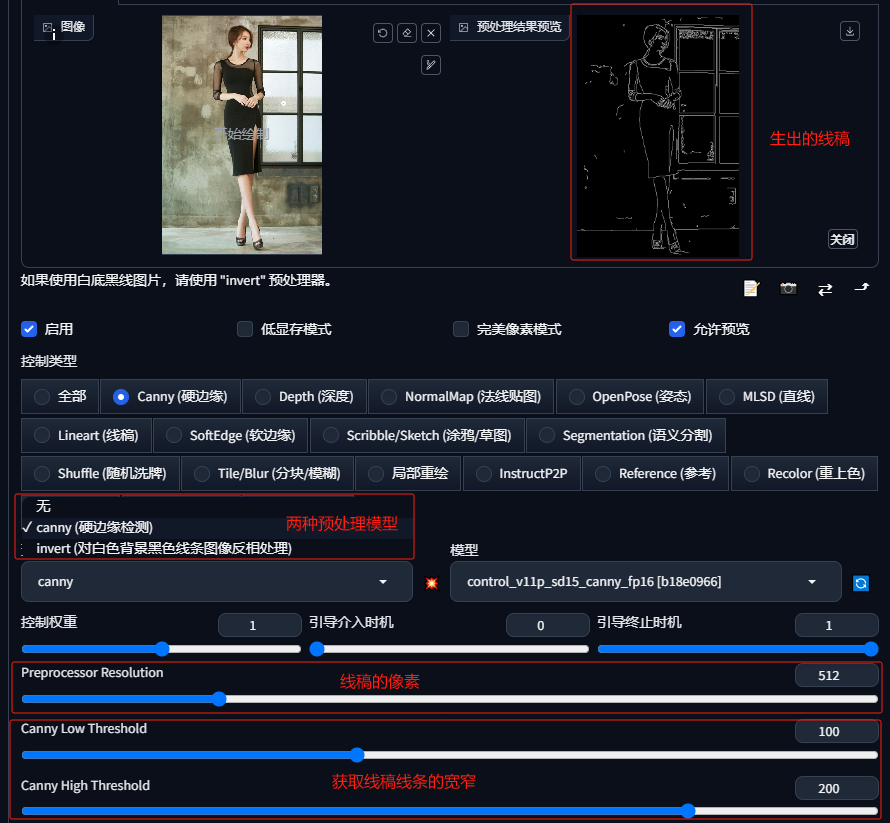 图像
开始绘制
预处理结果预览
生出的线稿
关闭
如果使用白底黑线图片，请使用 "invert" 预处理器。
启用
低显存模式
完美像素模式
允许预览
控制类型
全部
Canny (硬边缘)
Depth (深度)
NormalMap (法线贴图)
OpenPose (姿态)
MLSD (直线)
Lineart (线稿)
SoftEdge (软边缘)
Scribble/Sketch (涂鸦/草图)
Segmentation (语义分割)
Shuffle (随机洗牌)
Tile/Blur (分块/模糊)
局部重绘
InstructP2P
Reference (参考)
Recolor (重上色)
无
✓ canny (硬边缘检测)
两种预处理模型
invert (对白色背景黑色线条图像反相处理)
模型
canny
control_v11p_sd15_canny_fp16 [b18e0966]
控制权重
1
引导介入时机
0
引导终止时机
1
Preprocessor Resolution
线稿的像素
512
Canny Low Threshold
100
Canny High Threshold
获取线稿线条的宽窄
200